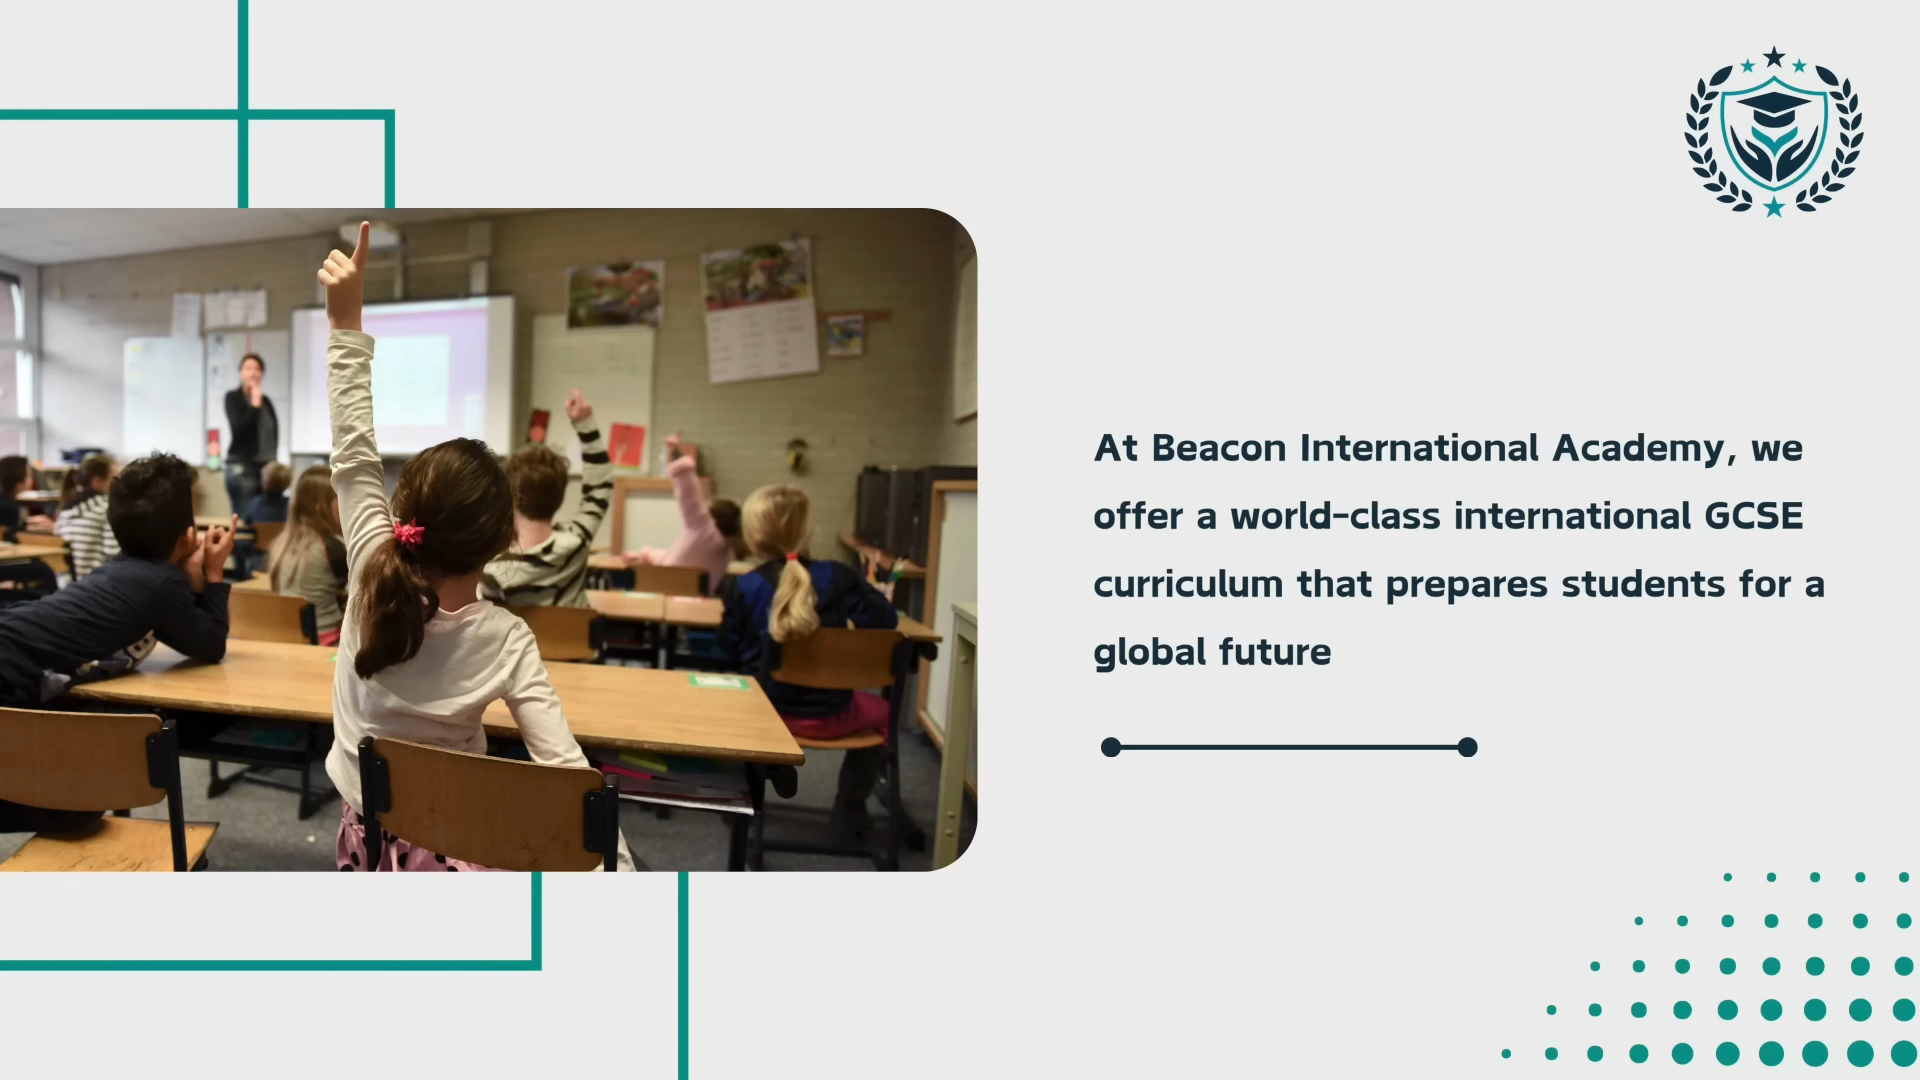 At Beacon International Academy, we
offer a world-class international GCSE
curriculum that prepares students for a
global future